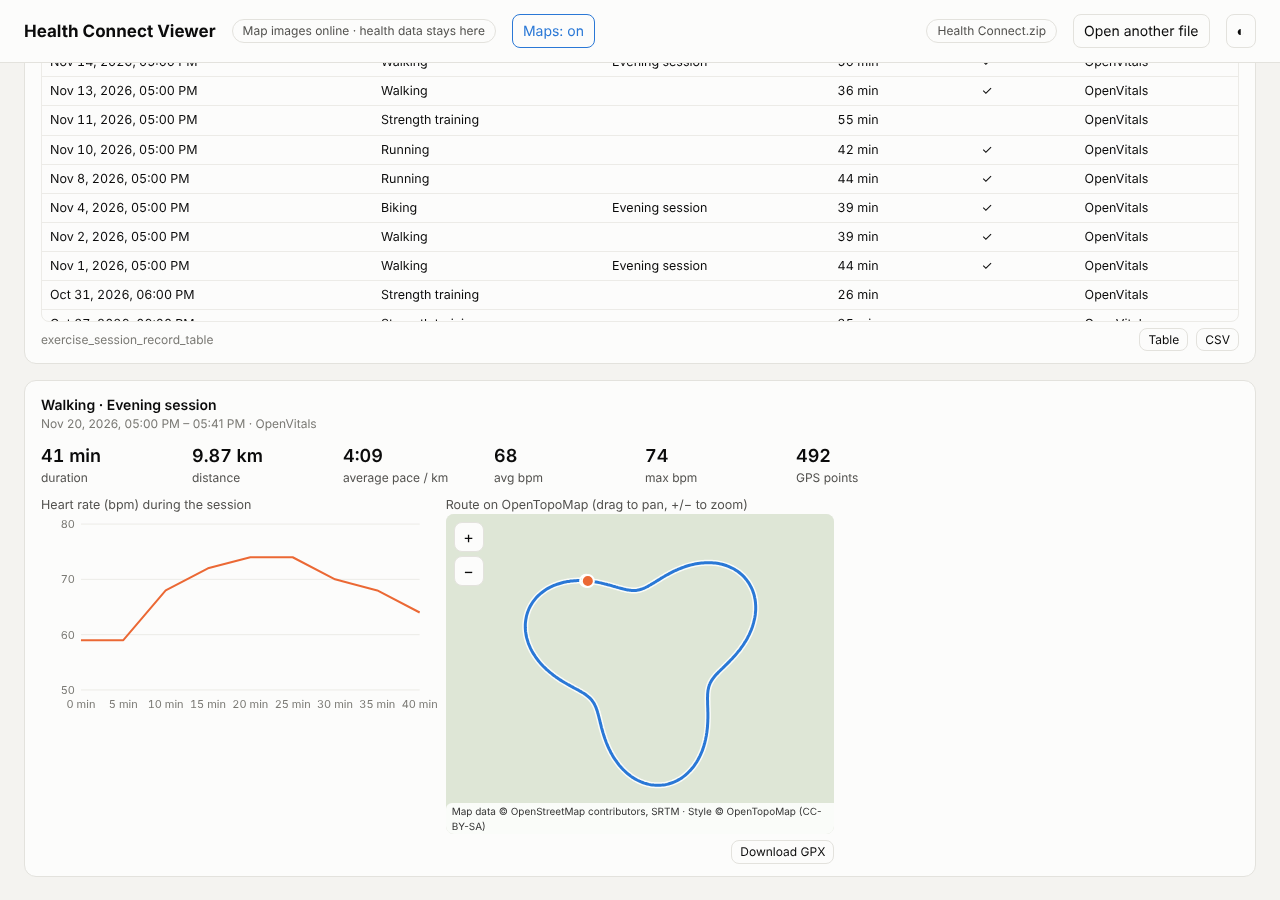 Health Connect Viewer
Map images online · health data stays here
Maps: on
Health Connect.zip
Open another file
Nov 13, 2026, 05:00 PM Walking 36 min ✓ OpenVitals
Nov 11, 2026, 05:00 PM Strength training 55 min OpenVitals
Nov 10, 2026, 05:00 PM Running 42 min ✓ OpenVitals
Nov 8, 2026, 05:00 PM Running 44 min ✓ OpenVitals
Nov 4, 2026, 05:00 PM Biking Evening session 39 min ✓ OpenVitals
Nov 2, 2026, 05:00 PM Walking 39 min ✓ OpenVitals
Nov 1, 2026, 05:00 PM Walking Evening session 44 min ✓ OpenVitals
Oct 31, 2026, 06:00 PM Strength training 26 min OpenVitals
exercise_session_record_table
Table
CSV
Walking · Evening session
Nov 20, 2026, 05:00 PM – 05:41 PM · OpenVitals
41 min 9.87 km 4:09 68 74 492
duration distance average pace / km avg bpm max bpm GPS points
Heart rate (bpm) during the session
80
70
60
50
0 min 5 min 10 min 15 min 20 min 25 min 30 min 35 min 40 min
Route on OpenTopoMap (drag to pan, +/− to zoom)
+
−
Map data © OpenStreetMap contributors, SRTM · Style © OpenTopoMap (CC-
BY-SA)
Download GPX